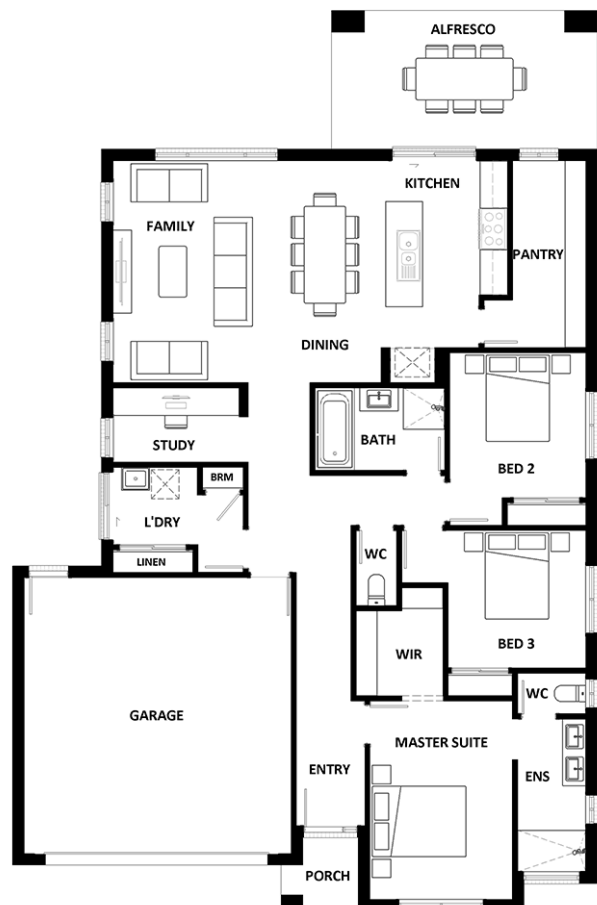 ALFRESCO
KITCHEN
FAMILY
PANTRY
DINING
BATH
STUDY
BED 2
BRM
L'DRY
WC
LINEN
BED 3
WIR
WC
GARAGE
MASTER SUITE
ENTRY
ENS
PORCH